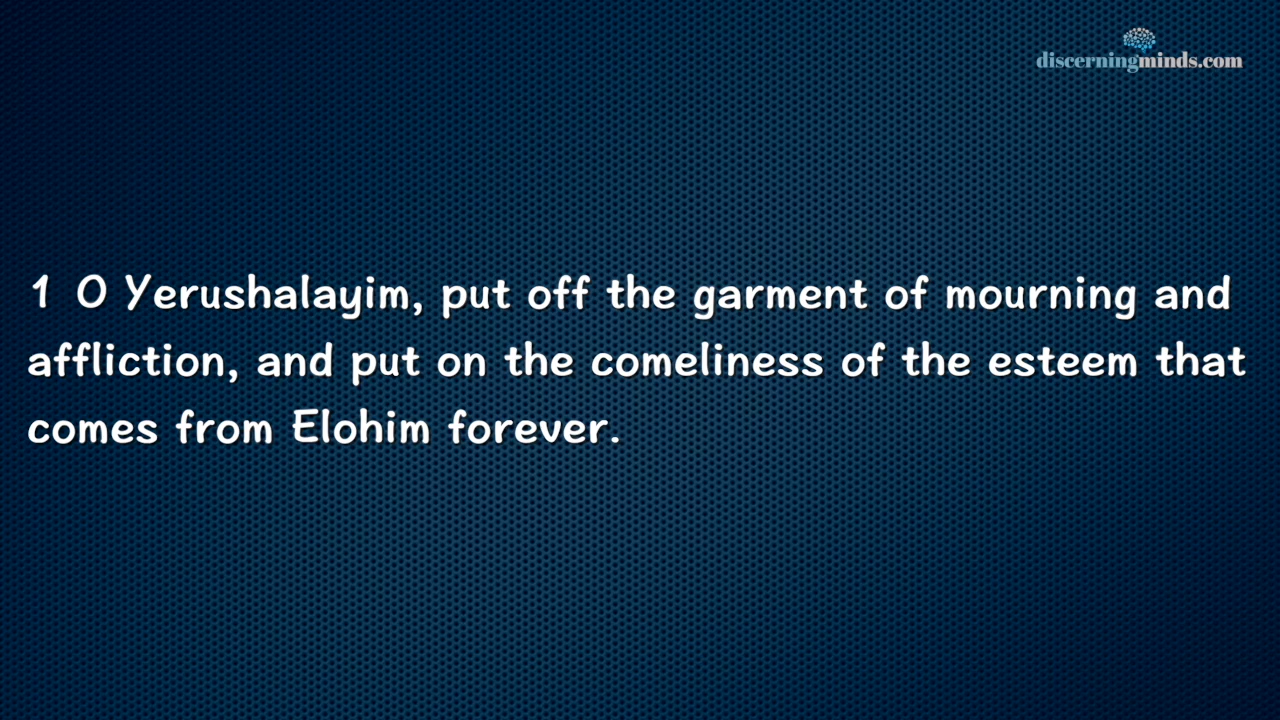 discerningminds.com
1 O Yerushalayim, put off the garment of mourning and
affliction, and put on the comeliness of the esteem that
comes from Elohim forever.